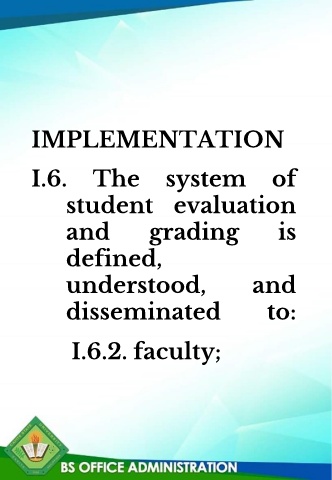 IMPLEMENTATION
I.6. The system of
student evaluation
and grading is
defined,
understood, and
disseminated to:
I.6.2. faculty;
BS OFFICE ADMINISTRATION